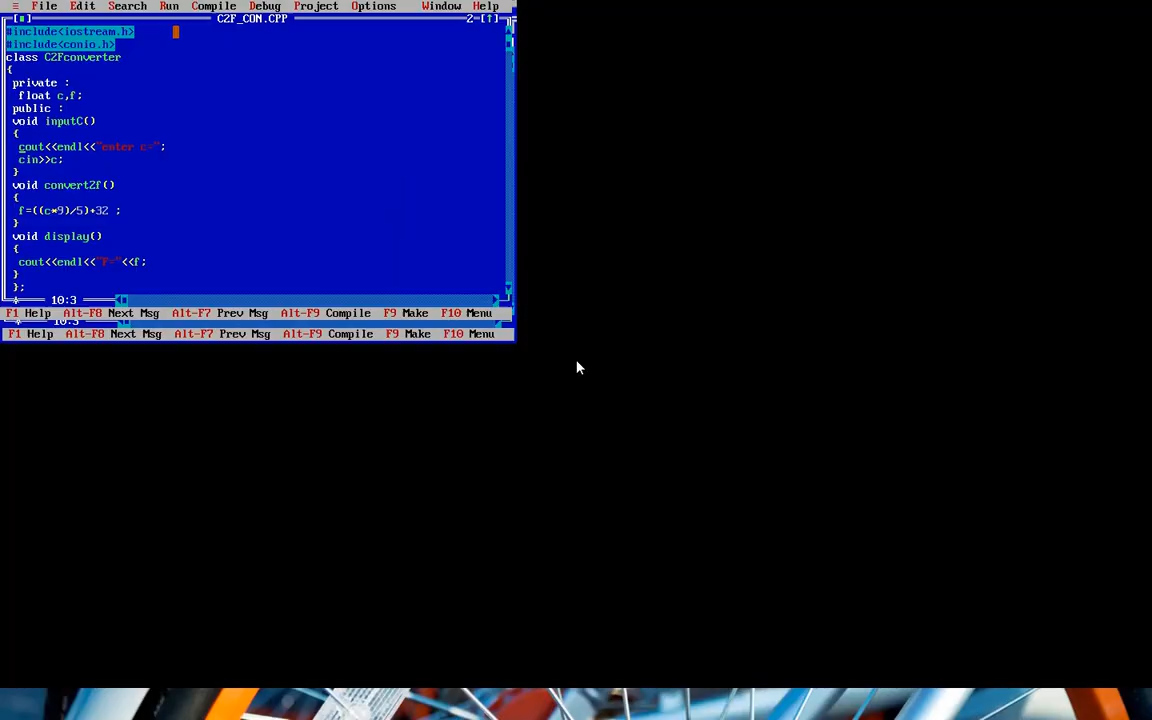 ≡ File Edit Search Run Compile Debug Project Options Window Help
[■] C2F_CON.CPP 2=[↑]
#include<iostream.h>
#include<conio.h>
class C2Fconverter
{
private :
float c,f;
public :
void inputC()
{
cout<<endl<<"enter c=";
cin>>c;
}
void convert2f()
{
f=((c*9)/5)+32 ;
}
void display()
{
cout<<endl<<"F="<<f;
}
};
* 10:3
F1 Help Alt-F8 Next Msg Alt-F7 Prev Msg Alt-F9 Compile F9 Make F10 Menu
10:3
F1 Help Alt-F8 Next Msg Alt-F7 Prev Msg Alt-F9 Compile F9 Make F10 Menu